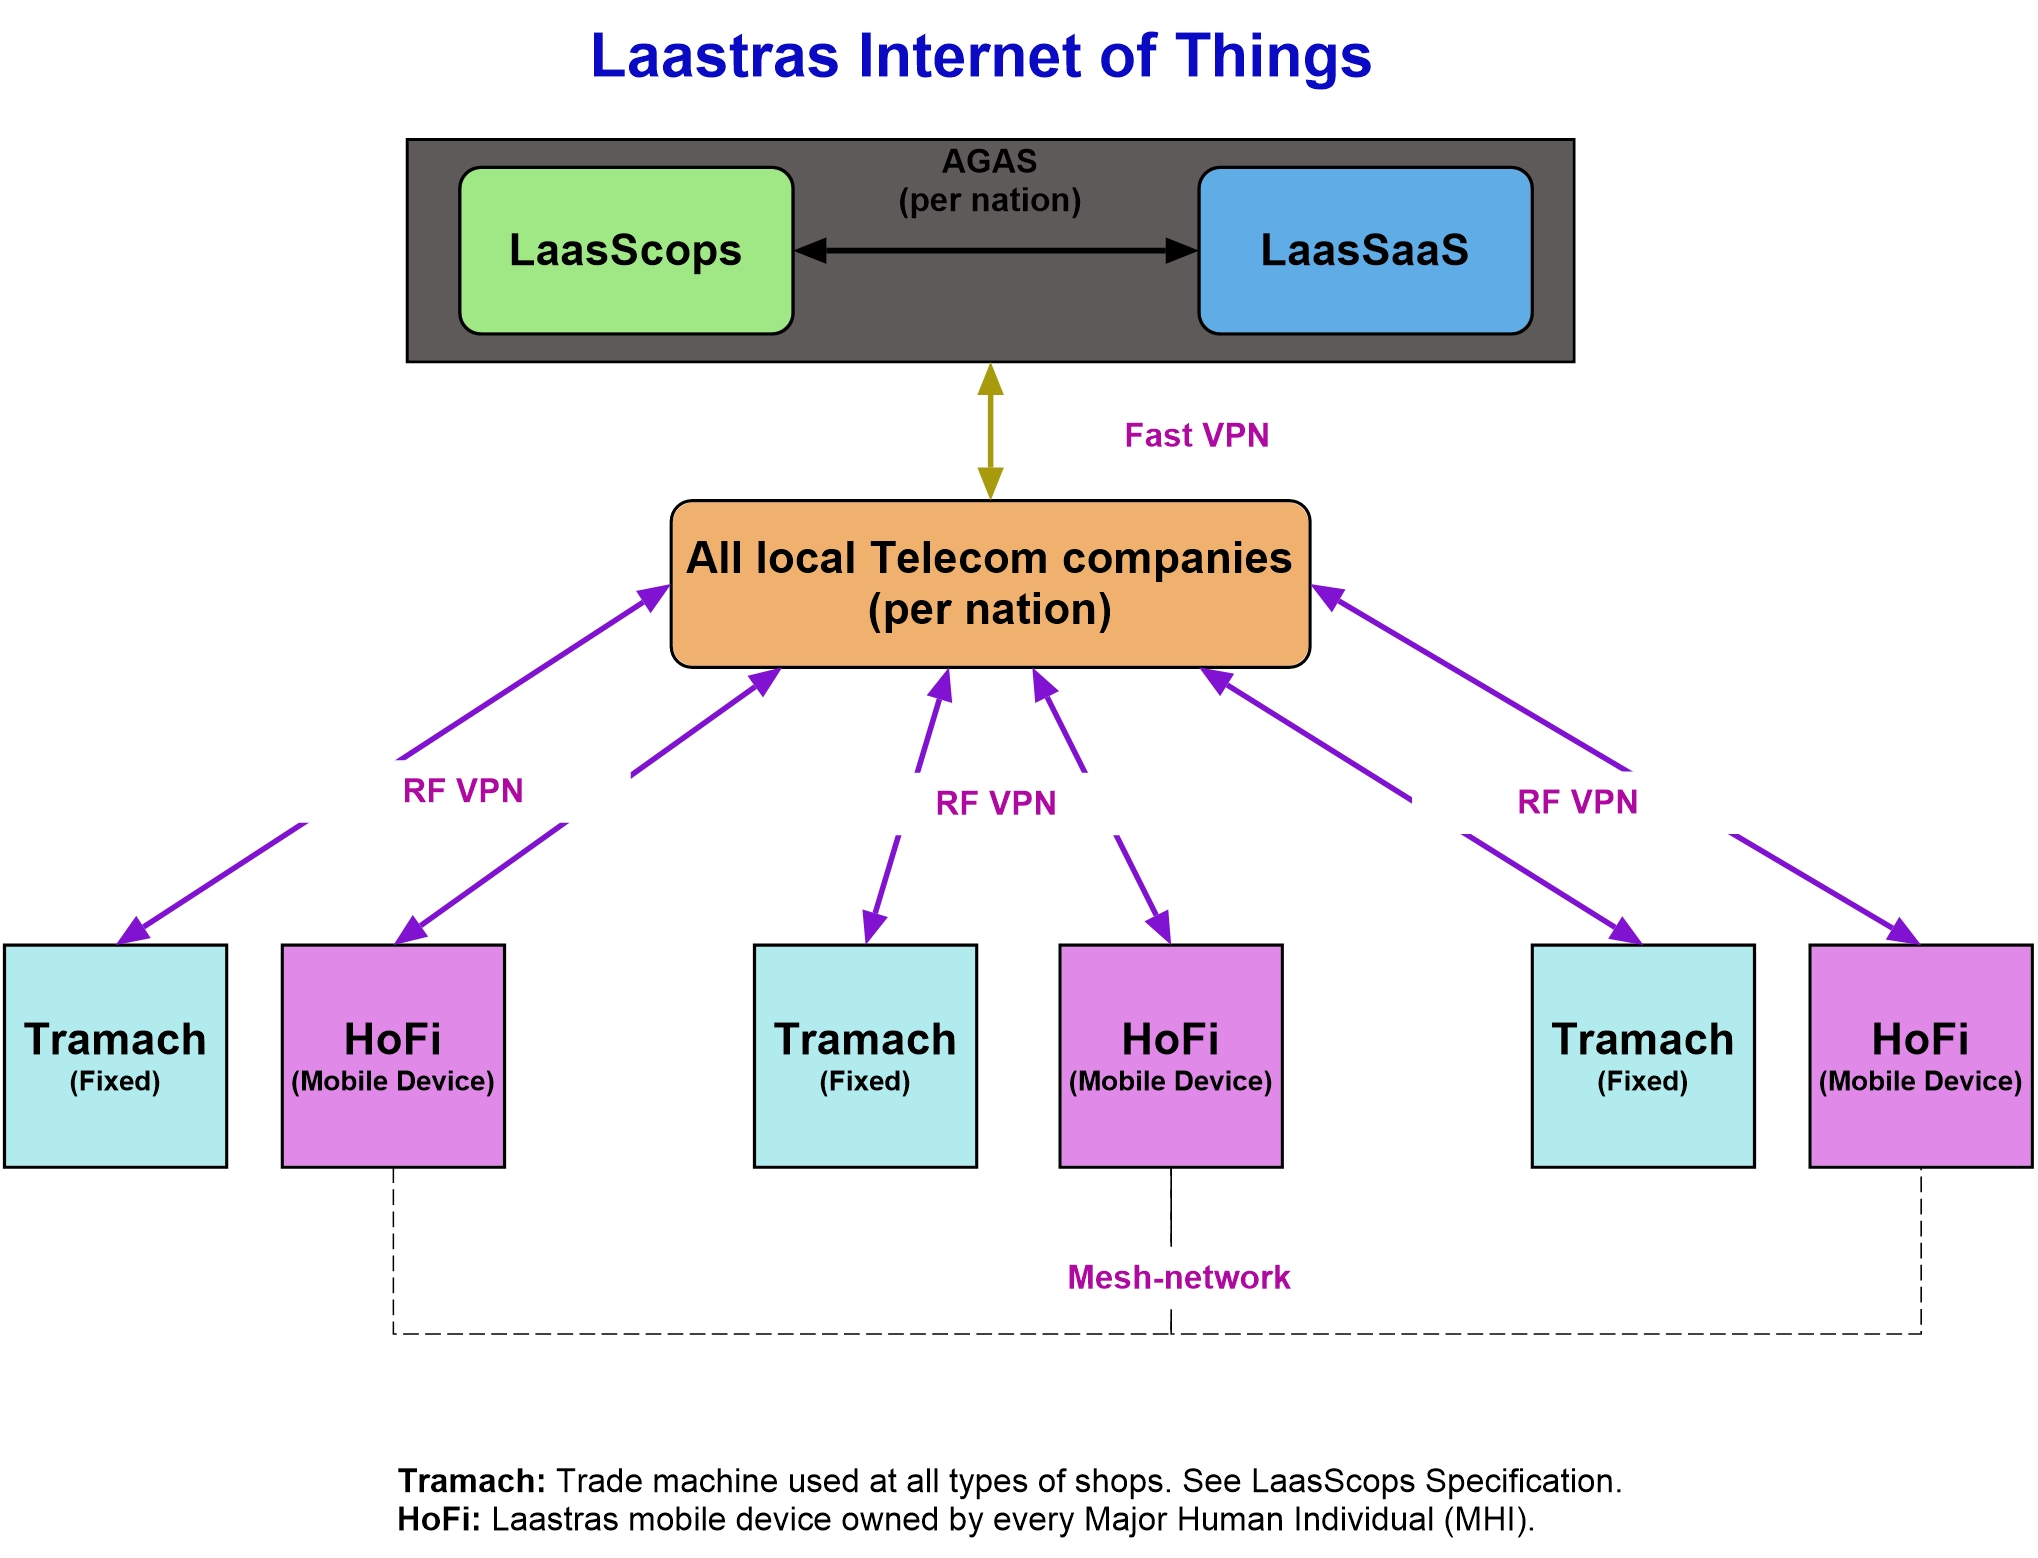 Laastras Internet of Things
AGAS
(per nation)
LaasScops
LaasSaaS
Fast VPN
All local Telecom companies
(per nation)
RF VPN
RF VPN
RF VPN
Tramach
(Fixed)
HoFi
(Mobile Device)
Tramach
(Fixed)
HoFi
(Mobile Device)
Tramach
(Fixed)
HoFi
(Mobile Device)
Mesh-network
Tramach: Trade machine used at all types of shops. See LaasScops Specification.
HoFi: Laastras mobile device owned by every Major Human Individual (MHI).